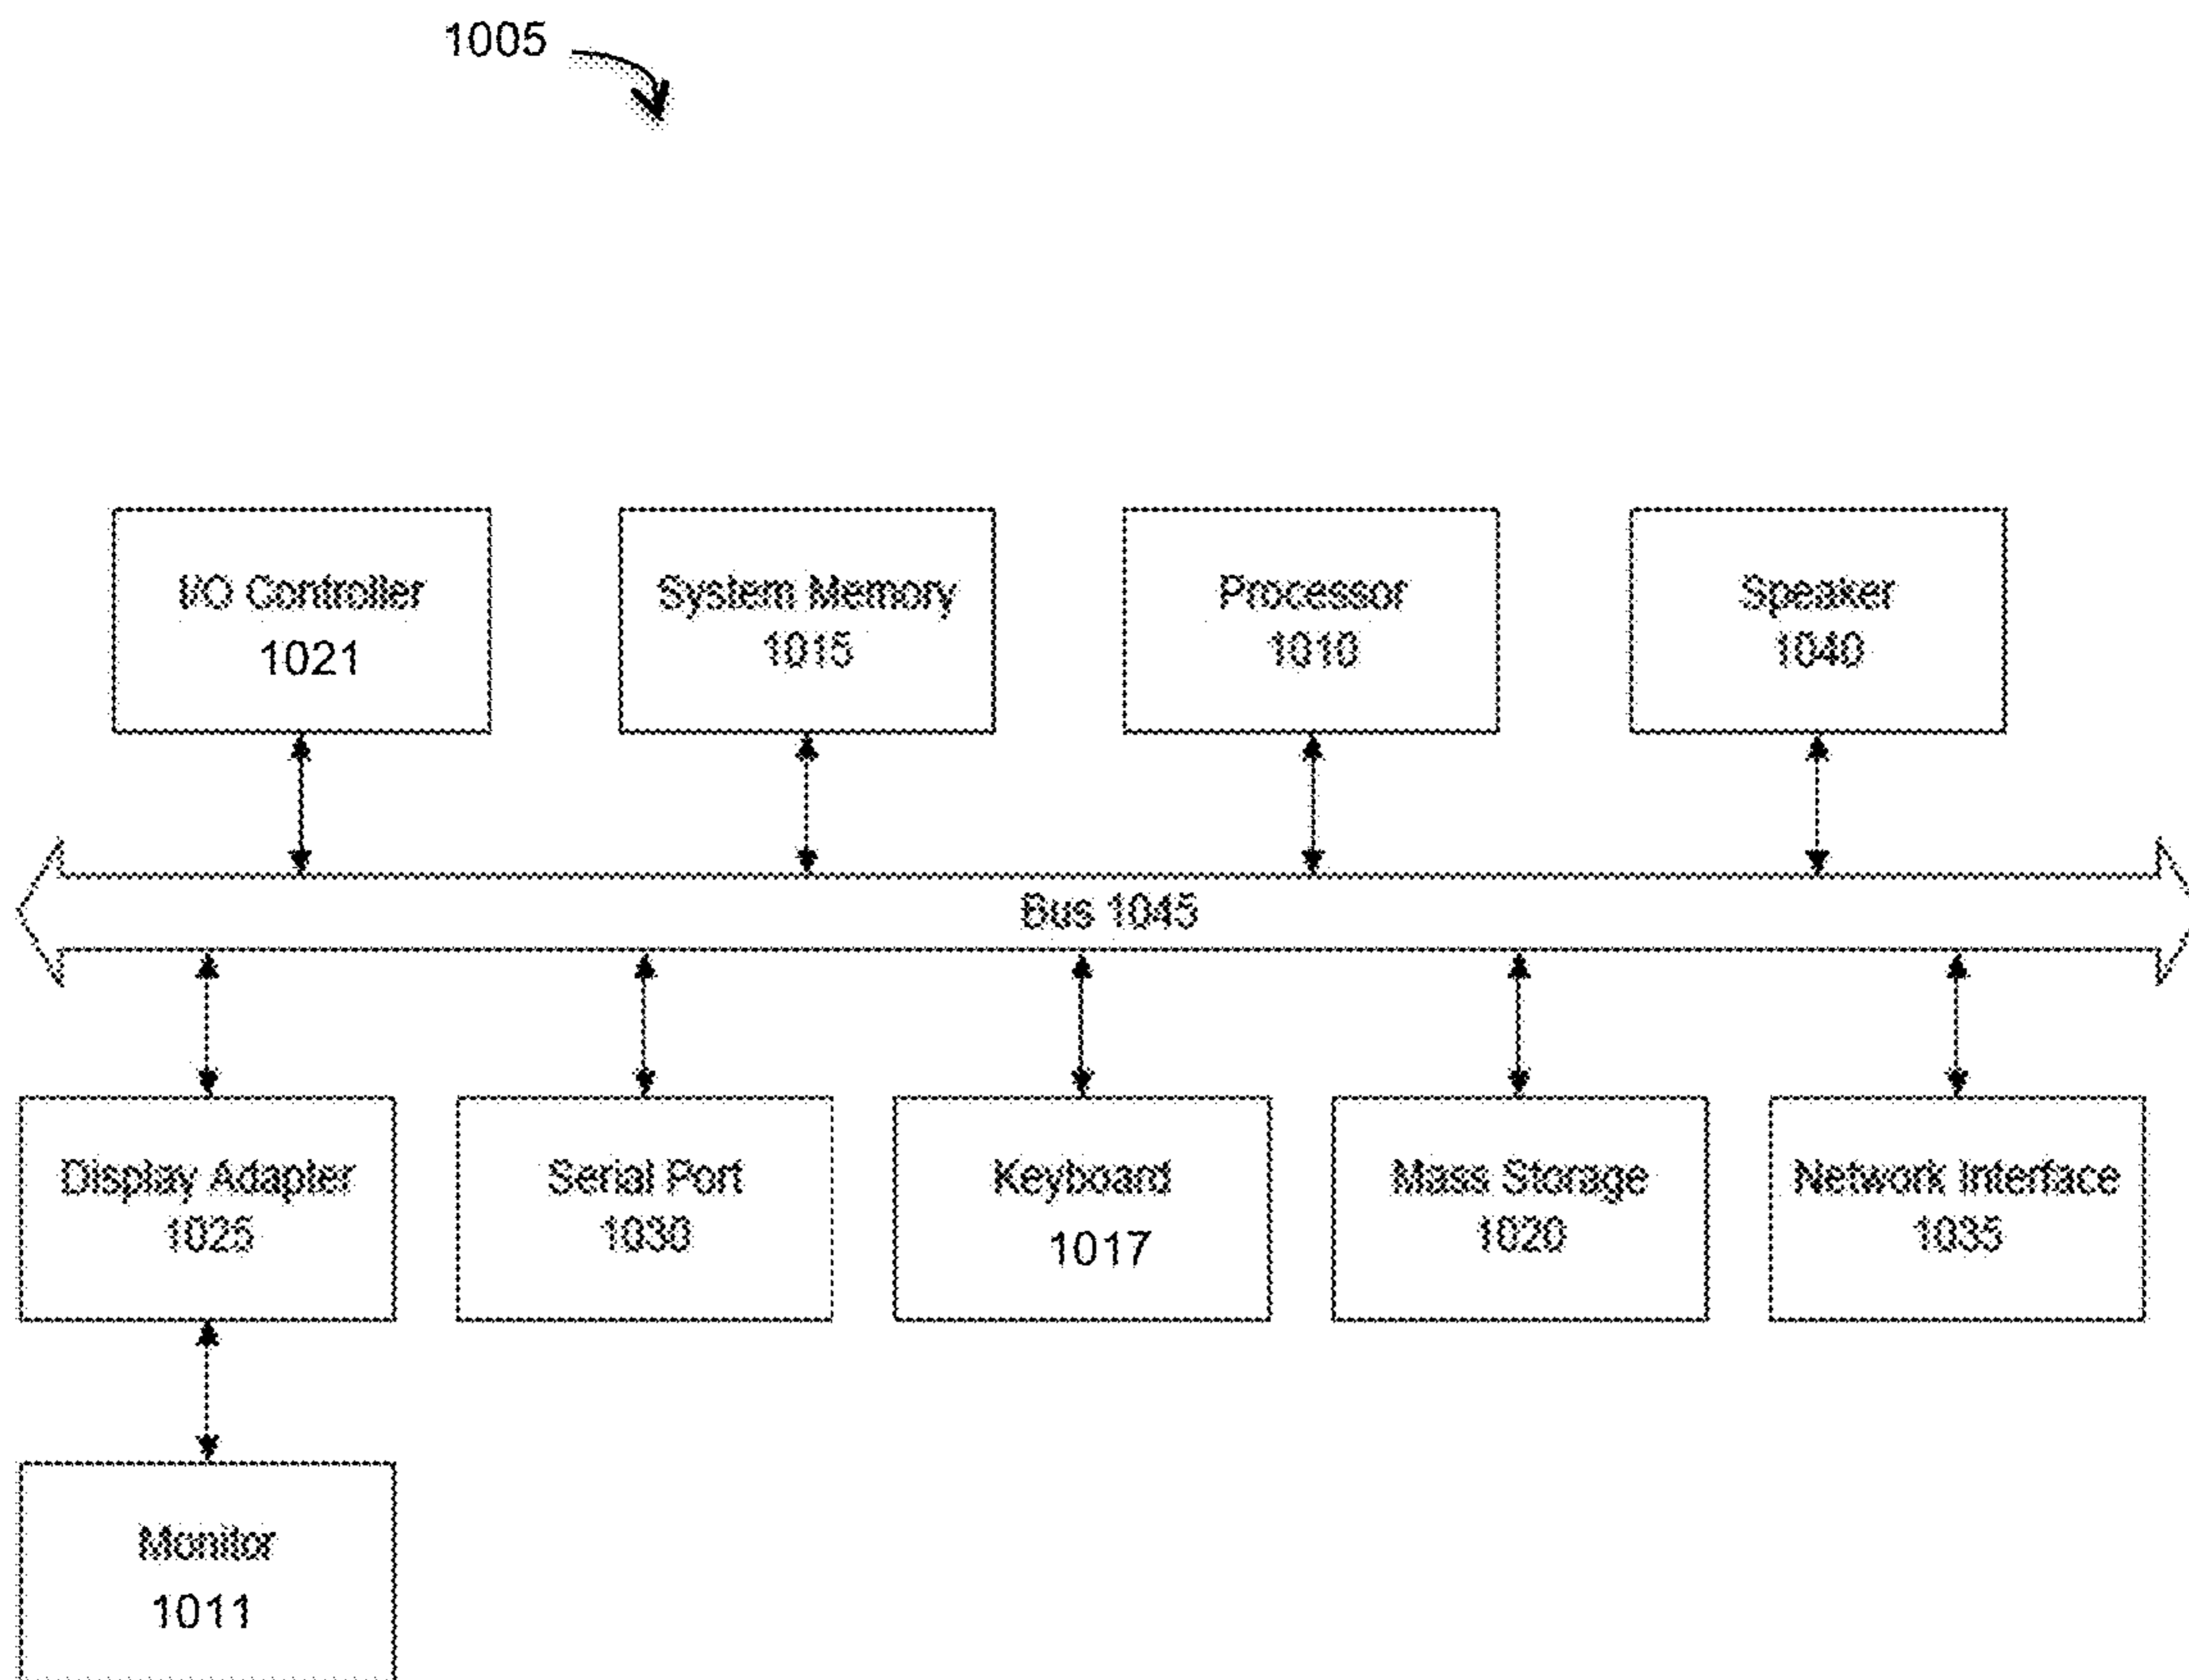 1005
I/O Controller
1021
System Memory
1015
Processor
1010
Speaker
1040
Bus 1045
Display Adapter
1025
Serial Port
1030
Keyboard
1017
Mass Storage
1020
Network Interface
1035
Monitor
1011